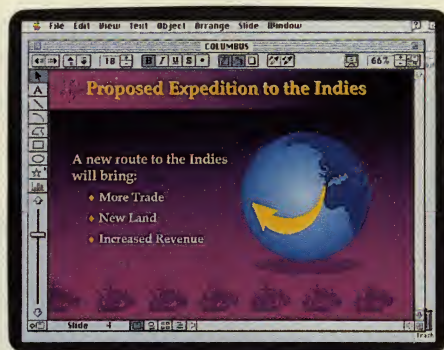 File Edit View Text Object Arrange Slide Window
COLUMBUS
18 B I U S 66%
A
Proposed Expedition to the Indies
A new route to the Indies
will bring:
♦ More Trade
♦ New Land
♦ Increased Revenue
Slide 4
Trash